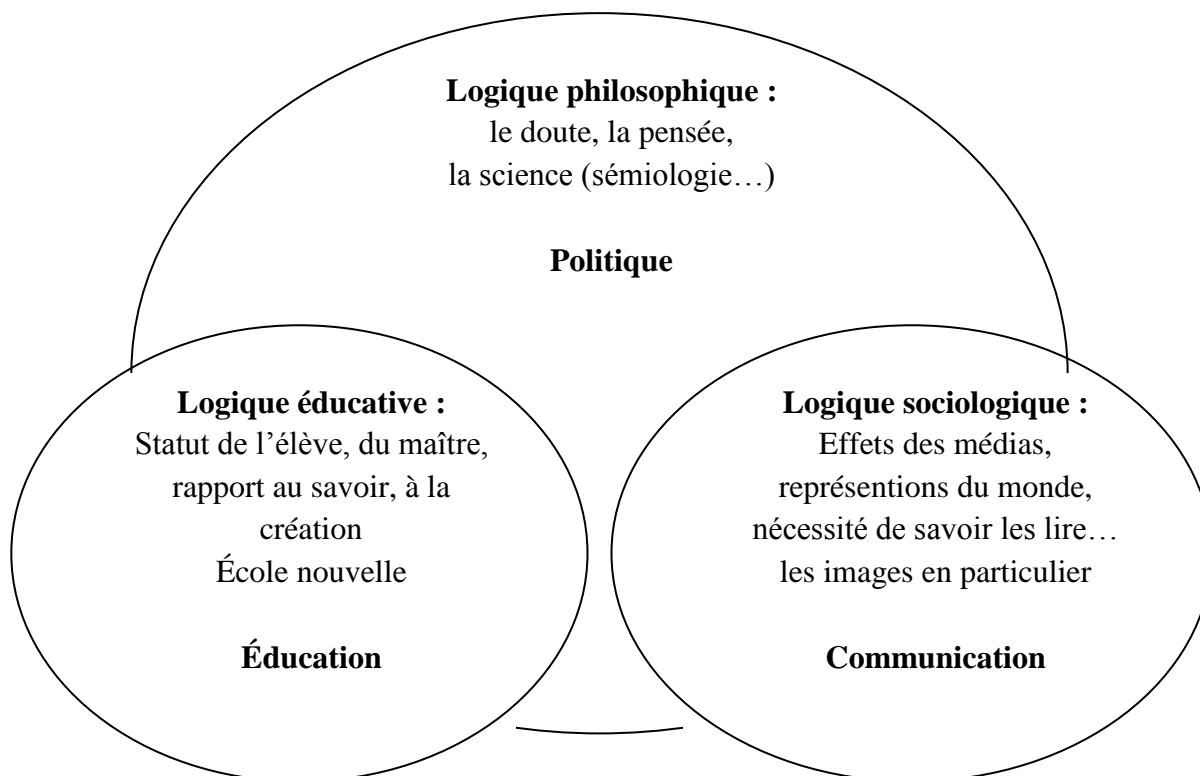 Logique philosophique :
le doute, la pensée,
la science (sémiologie…)
Politique
Logique éducative :
Statut de l’élève, du maître,
rapport au savoir, à la
création
École nouvelle
Éducation
Logique sociologique :
Effets des médias,
représentions du monde,
nécessité de savoir les lire…
les images en particulier
Communication